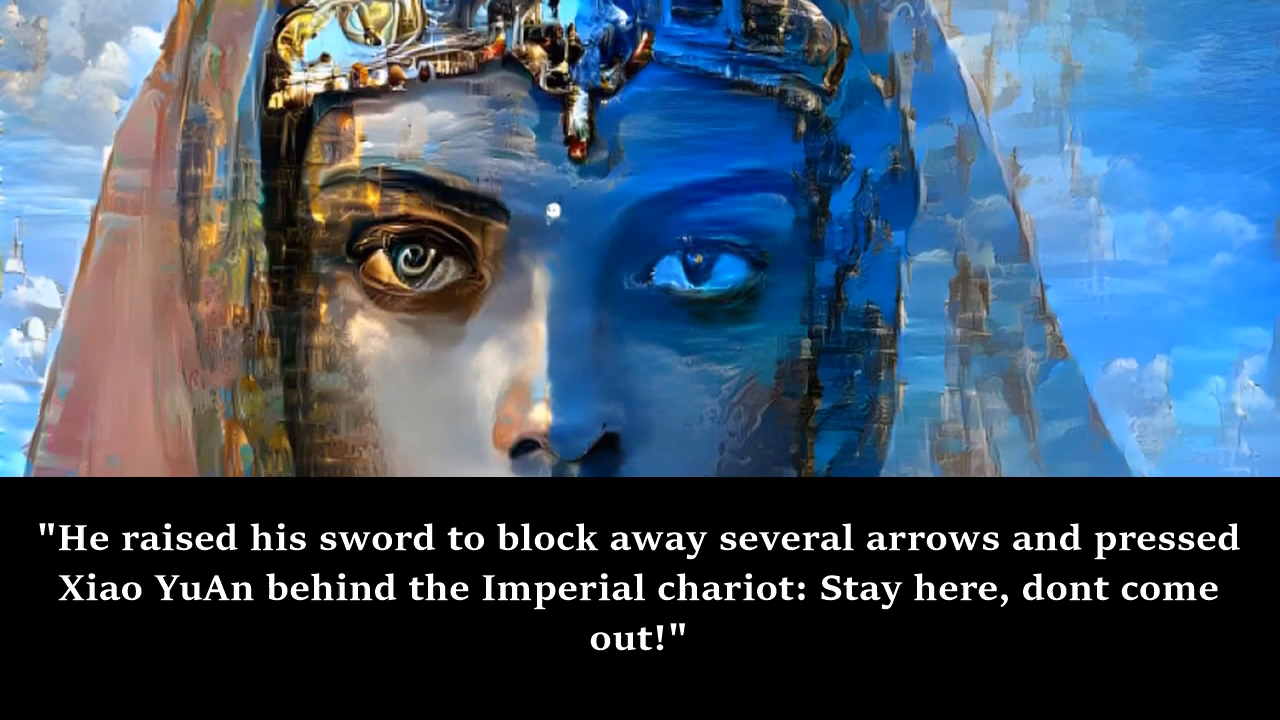 "He raised his sword to block away several arrows and pressed
Xiao YuAn behind the Imperial chariot: Stay here, dont come
out!"